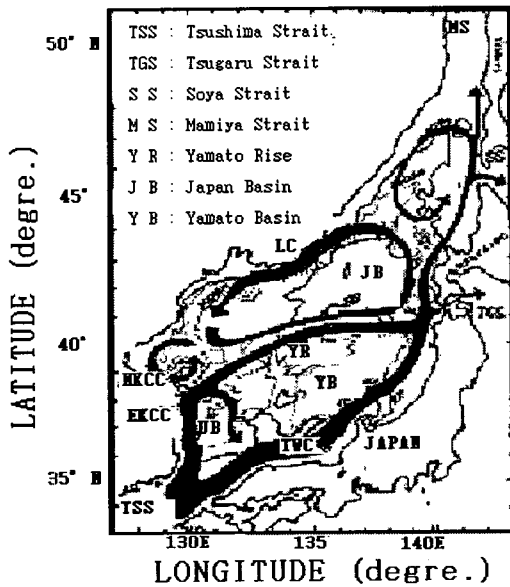 50° N
TSS : Tsushima Strait
TGS : Tsugaru Strait
S S : Soya Strait
M S : Mamiya Strait
Y R : Yamato Rise
J B : Japan Basin
Y B : Yamato Basin
MS
45°
LC
JB
TGS
40°
YR
NKCC
YB
EKCC
UB
TWC
JAPAN
35° N
TSS
130E
135
140E
LATITUDE (degre.)
LONGITUDE (degre.)